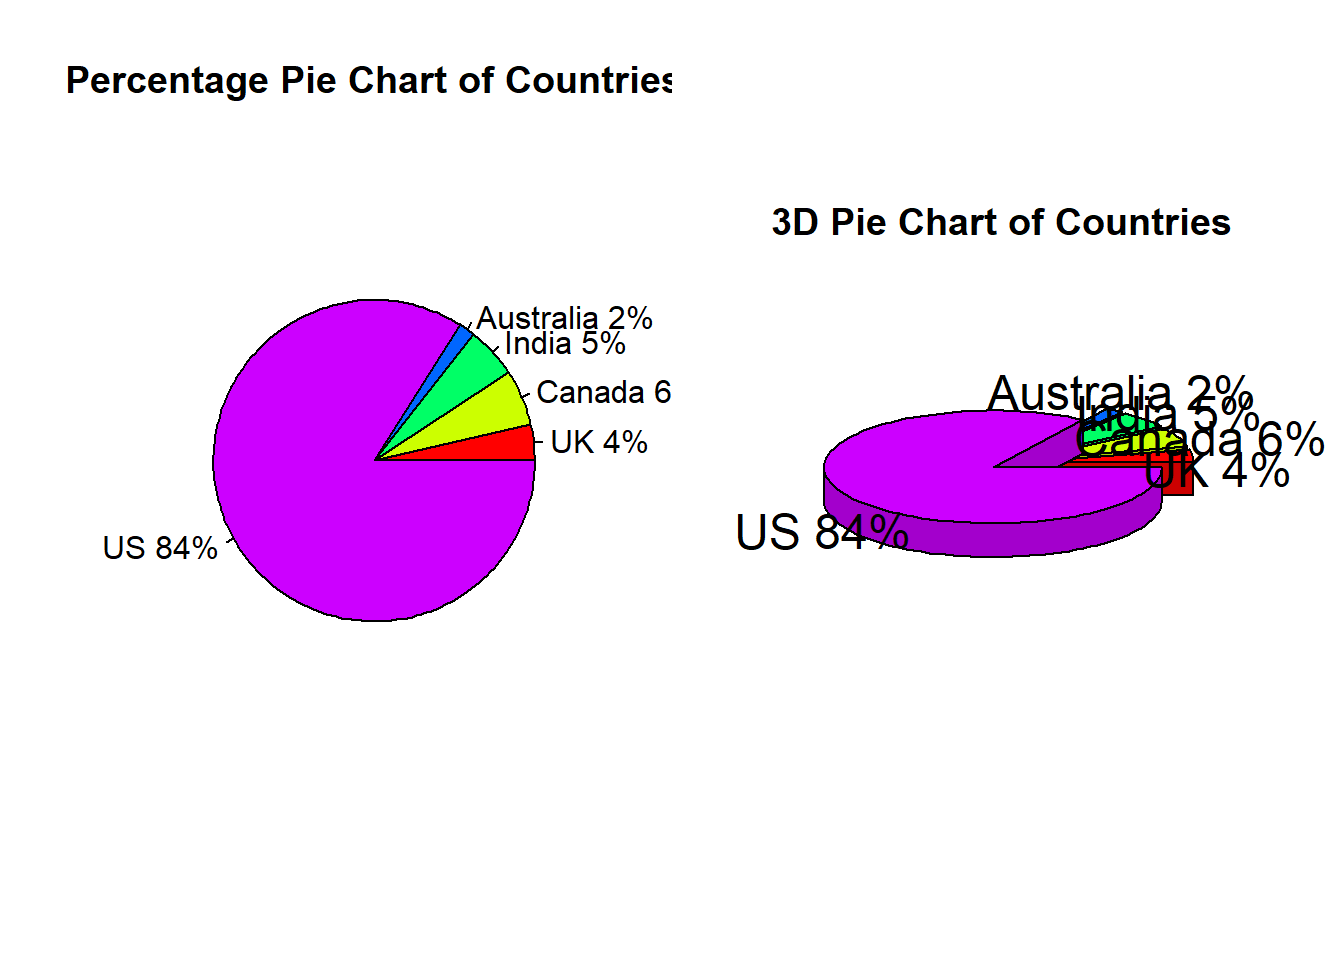 Percentage Pie Chart of Countries
Australia 2%
India 5%
Canada 6
UK 4%
US 84%
3D Pie Chart of Countries
Australia 2%
India 5%
Canada 6%
UK 4%
US 84%